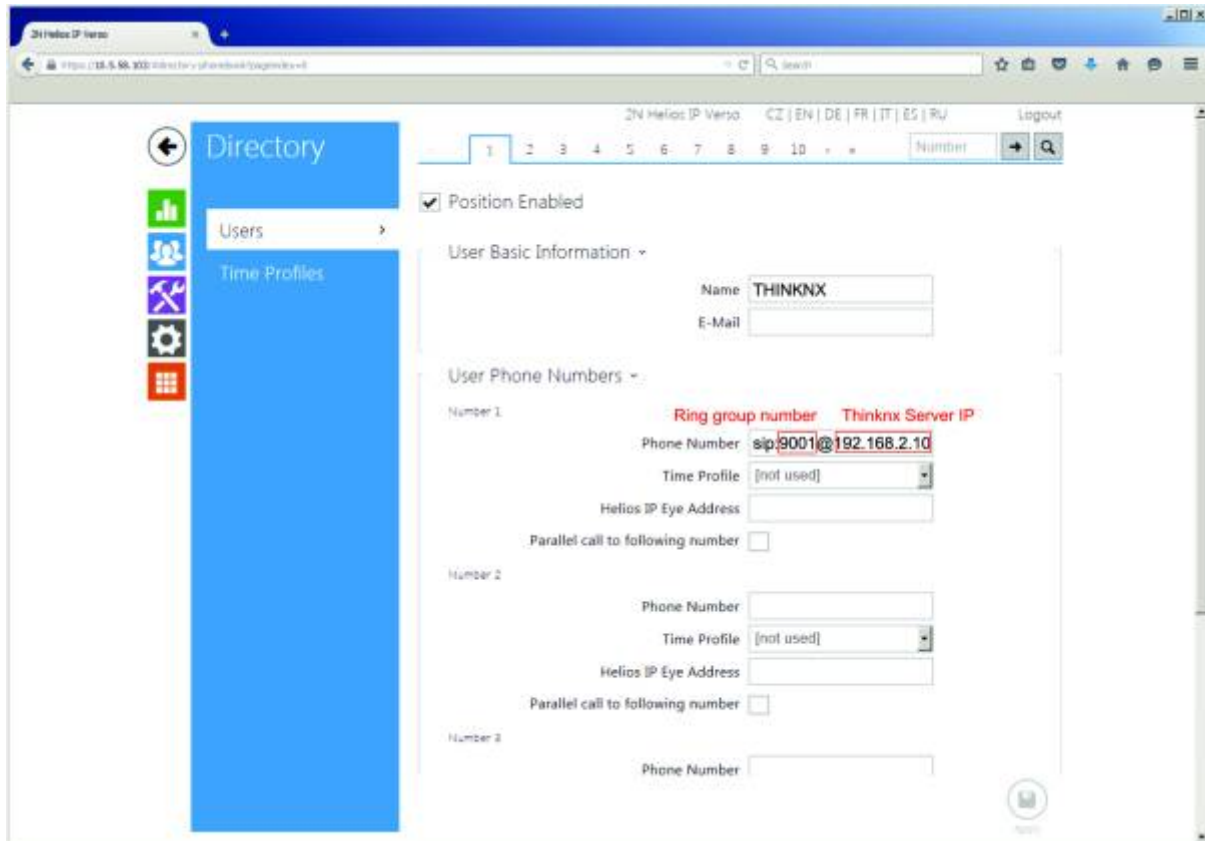 2N Helios IP Verso
Search
2N Helios IP Verso CZ | EN | DE | FR | IT | ES | RU Logout
Directory
1 2 3 4 5 6 7 8 9 10 Number
Position Enabled
Users
User Basic Information
Time Profiles
Name THINKNX
E-Mail
User Phone Numbers
Number 1
Ring group number Thinknx Server IP
Phone Number sip:9001@192.168.2.10
Time Profile [not used]
Helios IP Eye Address
Parallel call to following number
Number 2
Phone Number
Time Profile [not used]
Helios IP Eye Address
Parallel call to following number
Number 3
Phone Number